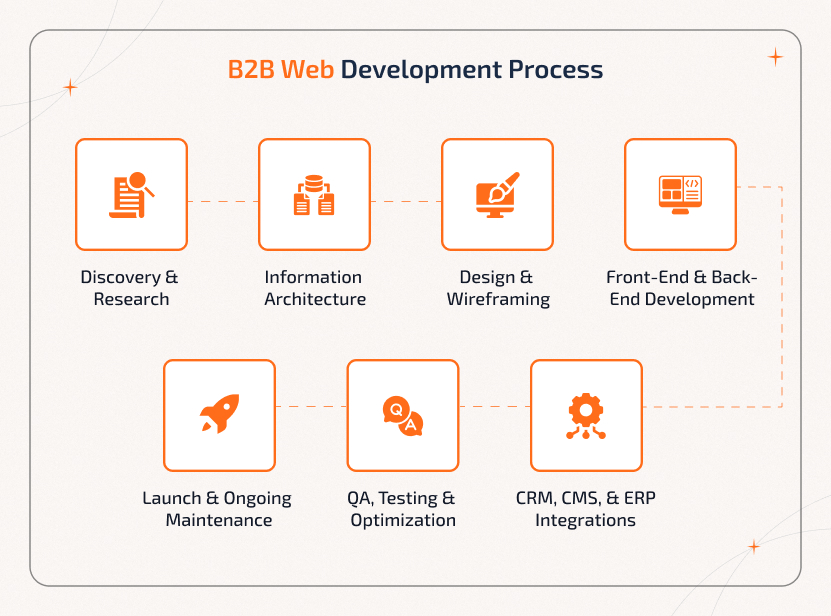 B2B Web Development Process
Discovery &
Research
Information
Architecture
Design &
Wireframing
</>
Front-End & Back-
End Development
Launch & Ongoing
Maintenance
Q
A
QA, Testing &
Optimization
CRM, CMS, & ERP
Integrations